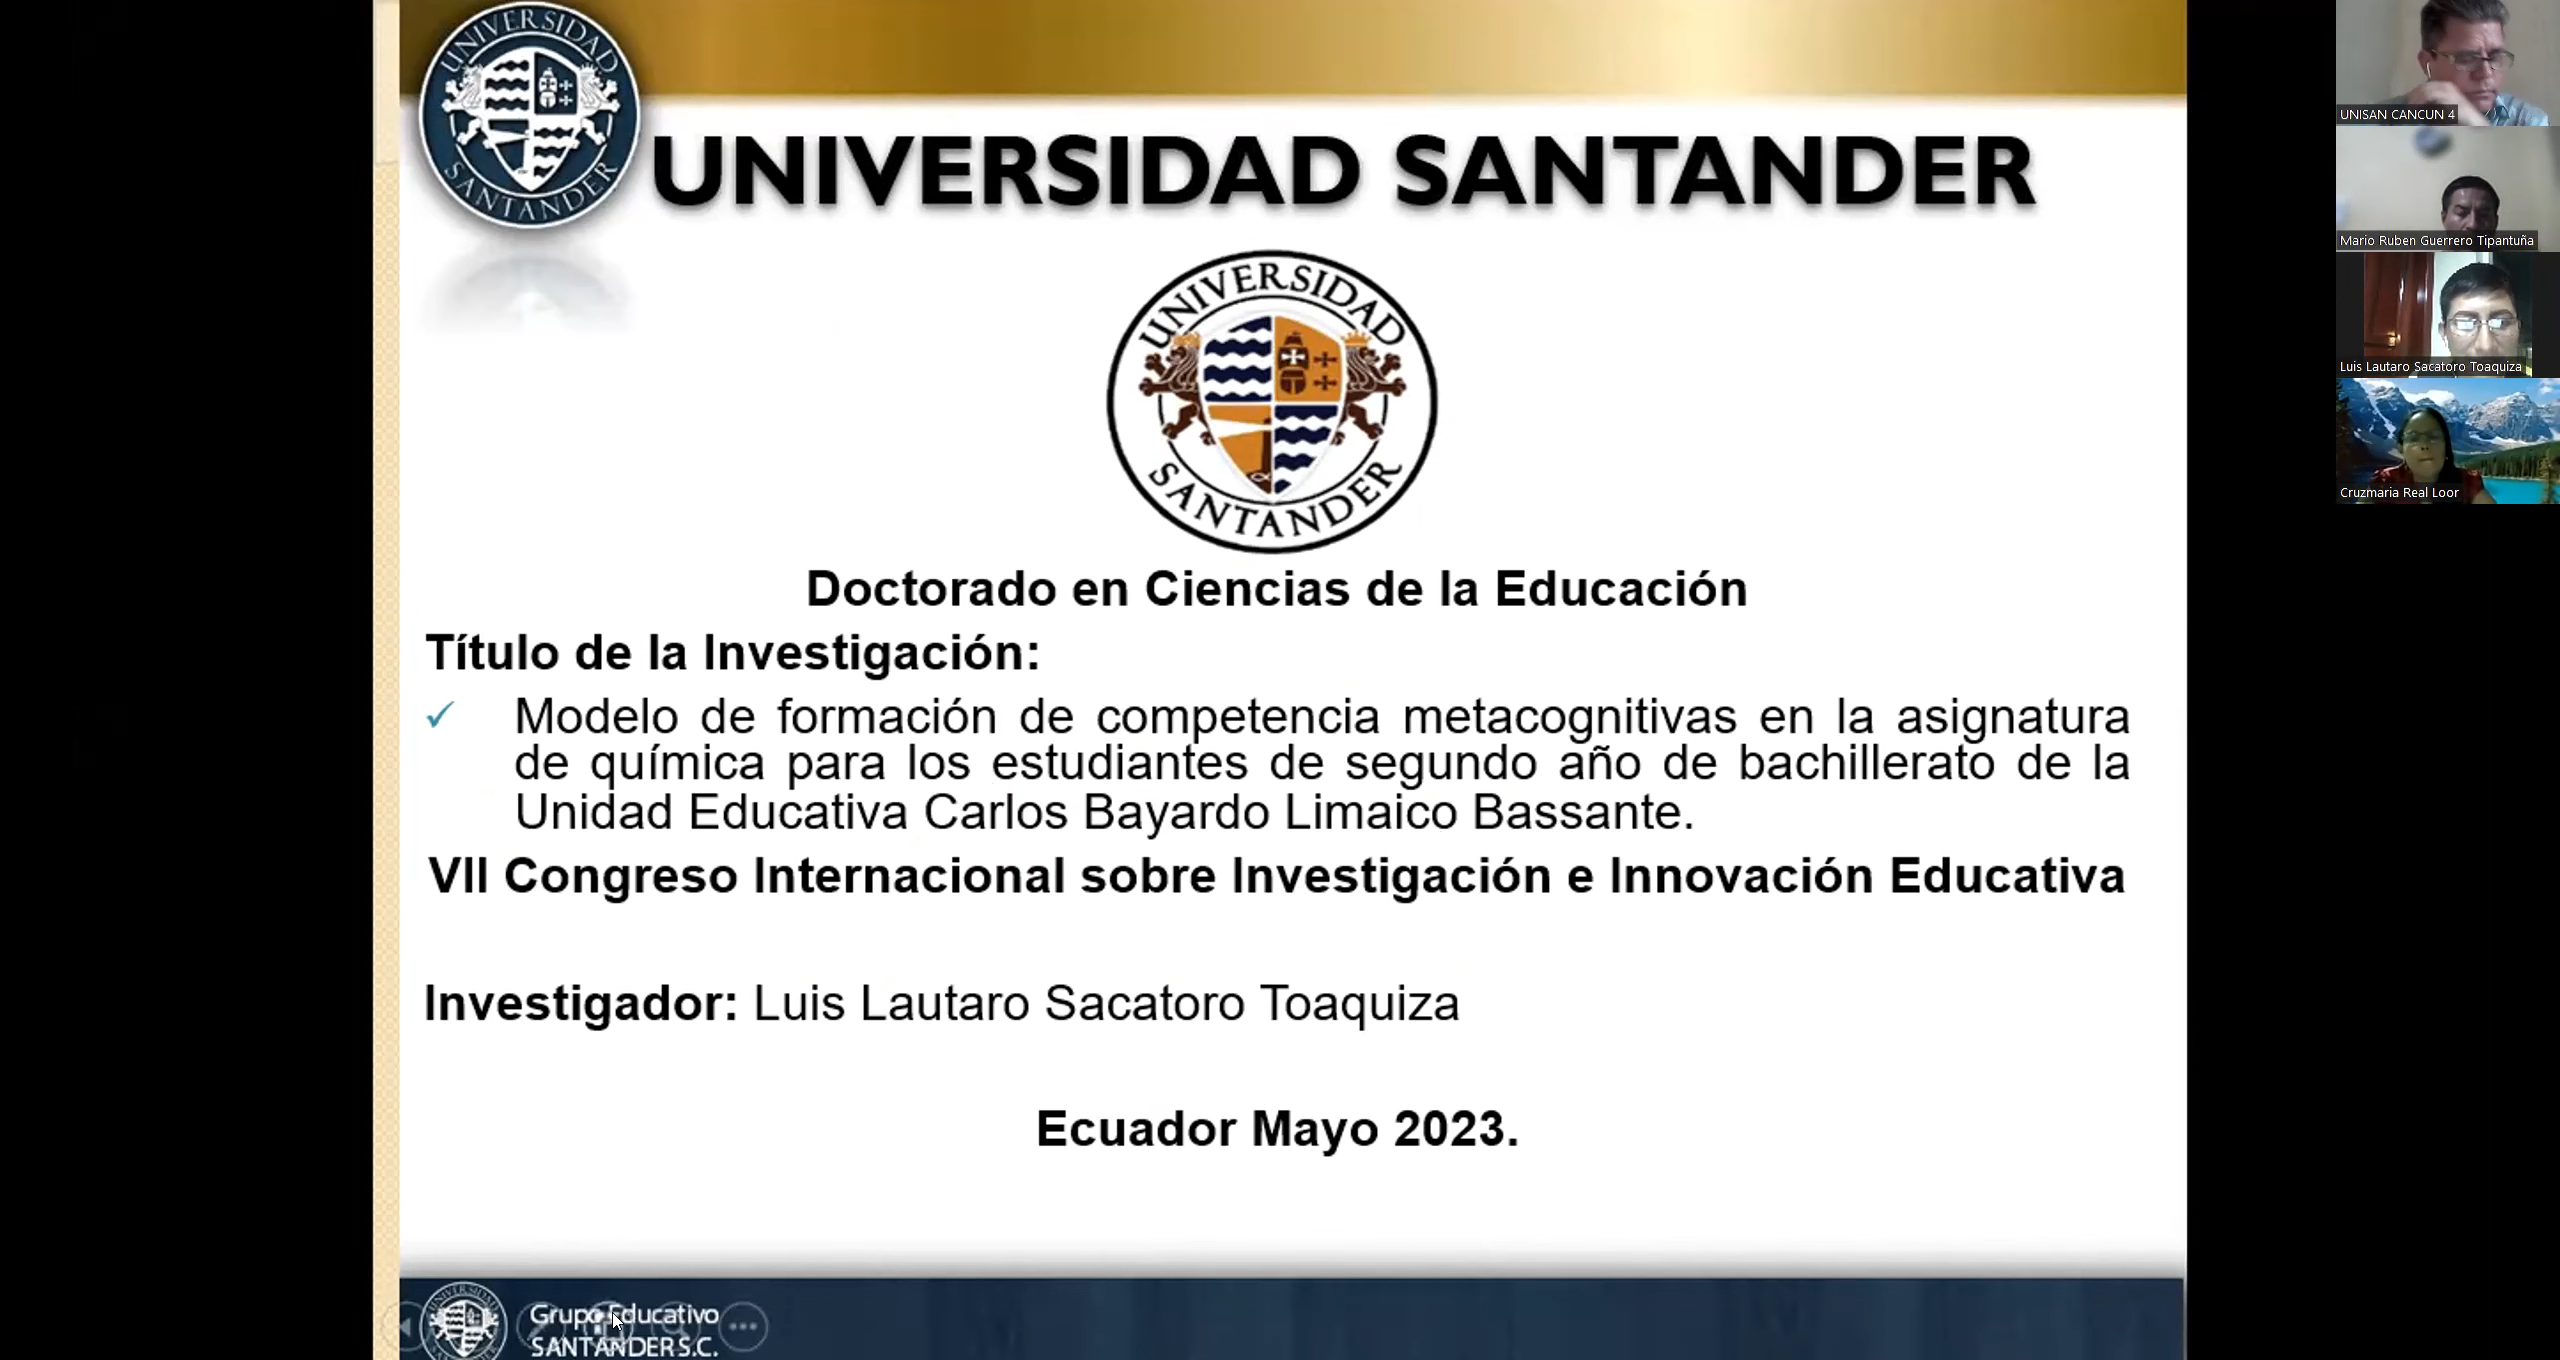 UNIVERSIDAD
SANTANDER
UNIVERSIDAD SANTANDER
UNIVERSIDAD
SANTANDER
Doctorado en Ciencias de la Educación
Título de la Investigación:
✓ Modelo de formación de competencia metacognitivas en la asignatura
de química para los estudiantes de segundo año de bachillerato de la
Unidad Educativa Carlos Bayardo Limaico Bassante.
VII Congreso Internacional sobre Investigación e Innovación Educativa
Investigador: Luis Lautaro Sacatoro Toaquiza
Ecuador Mayo 2023.
Grupo Educativo
SANTANDER S.C.
UNISAN CANCUN 4
Mario Ruben Guerrero Tipantuña
Luis Lautaro Sacatoro Toaquiza
Cruzmaria Real Loor